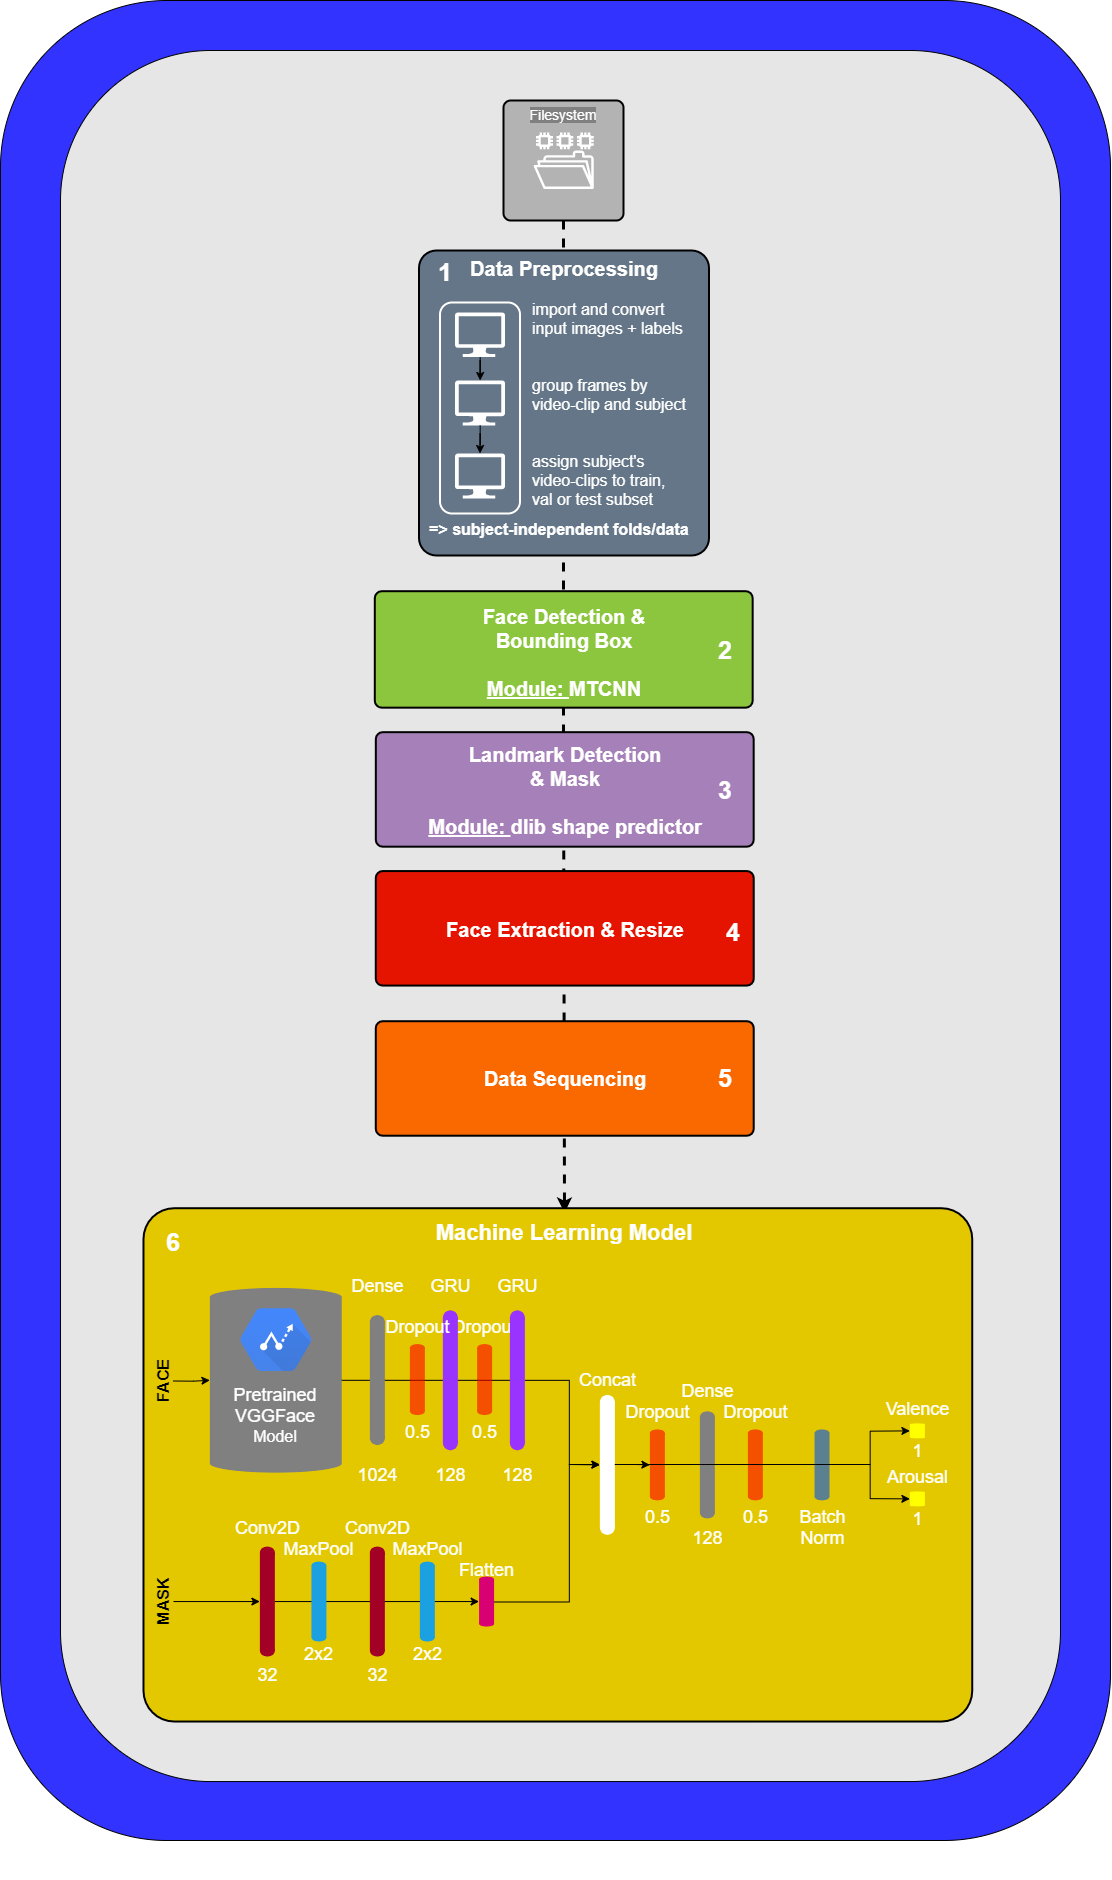 Filesystem
1 Data Preprocessing
import and convert
input images + labels
group frames by
video-clip and subject
assign subject's
video-clips to train,
val or test subset
=> subject-independent folds/data
Face Detection &
Bounding Box
2
Module: MTCNN
Landmark Detection
& Mask
3
Module: dlib shape predictor
Face Extraction & Resize 4
Data Sequencing 5
6 Machine Learning Model
FACE
Pretrained
VGGFace
Model
Dense
1024
Dropout
0.5
GRU
128
Dropou
0.5
GRU
128
MASK
Conv2D
32
MaxPool
2x2
Conv2D
32
MaxPool
2x2
Flatten
Concat
Dropout
0.5
Dense
128
Dropout
0.5
Batch
Norm
Valence
1
Arousal
1